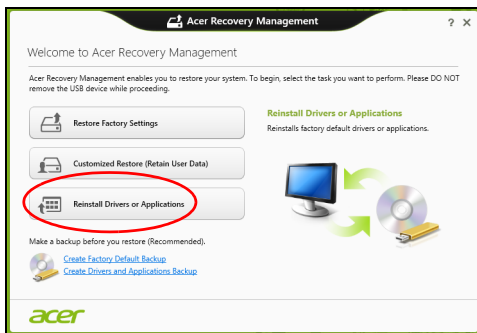 Acer Recovery Management
? X
Welcome to Acer Recovery Management
Acer Recovery Management enables you to restore your system. To begin, select the task you want to perform. Please DO NOT
remove the USB device while proceeding.
Restore Factory Settings
Customized Restore (Retain User Data)
Reinstall Drivers or Applications
Reinstall Drivers or Applications
Reinstalls factory default drivers or applications.
Make a backup before you restore (Recommended).
Create Factory Default Backup
Create Drivers and Applications Backup
acer